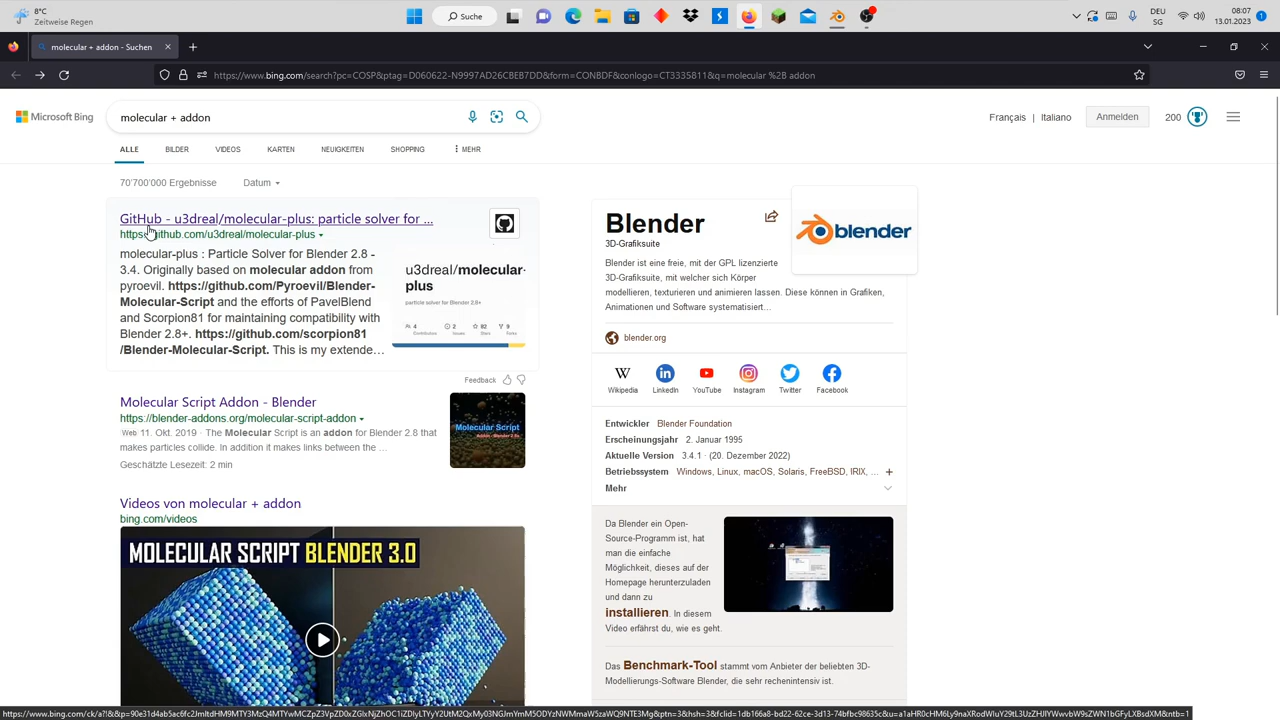 8°C
Zeitweise Regen
Suche
DEU
SG
08:07
13.01.2023
molecular + addon - Suchen
https://www.bing.com/search?pc=COSP&ptag=D060622-N9997AD26CBEB7DD&form=CONBDF&conlogo=CT3335811&q=molecular %2B addon
Microsoft Bing
molecular + addon
Français | Italiano
Anmelden
200
ALLE BILDER VIDEOS KARTEN NEUIGKEITEN SHOPPING MEHR
70'700'000 Ergebnisse Datum
GitHub - u3dreal/molecular-plus: particle solver for ...
https://github.com/u3dreal/molecular-plus
molecular-plus : Particle Solver for Blender 2.8 -
3.4. Originally based on molecular addon from
pyroevil. https://github.com/Pyroevil/Blender-
Molecular-Script and the efforts of PavelBlend
and Scorpion81 for maintaining compatibility with
Blender 2.8+. https://github.com/scorpion81
/Blender-Molecular-Script. This is my extende…
u3dreal/molecular-
plus
particle solver for Blender 2.8+
4 2 82 9
Contributors Issues Stars Forks
Feedback
Molecular Script Addon - Blender
https://blender-addons.org/molecular-script-addon
Web 11. Okt. 2019 · The Molecular Script is an addon for Blender 2.8 that
makes particles collide. In addition it makes links between the …
Geschätzte Lesezeit: 2 min
Molecular Script
Videos von molecular + addon
bing.com/videos
MOLECULAR SCRIPT BLENDER 3.0
Blender
3D-Grafiksuite
blender
Blender ist eine freie, mit der GPL lizenzierte
3D-Grafiksuite, mit welcher sich Körper
modellieren, texturieren und animieren lassen. Diese können in Grafiken,
Animationen und Software systematisiert…
blender.org
Wikipedia LinkedIn YouTube Instagram Twitter Facebook
Entwickler Blender Foundation
Erscheinungsjahr 2. Januar 1995
Aktuelle Version 3.4.1 · (20. Dezember 2022)
Betriebssystem Windows, Linux, macOS, Solaris, FreeBSD, IRIX, …
Mehr
Da Blender ein Open-
Source-Programm ist, hat
man die einfache
Möglichkeit, dieses auf der
Homepage herunterzuladen
und dann zu
installieren. In diesem
Video erfährst du, wie es geht.
Das Benchmark-Tool stammt vom Anbieter der beliebten 3D-
Modellierungs-Software Blender, die sehr rechenintensiv ist.